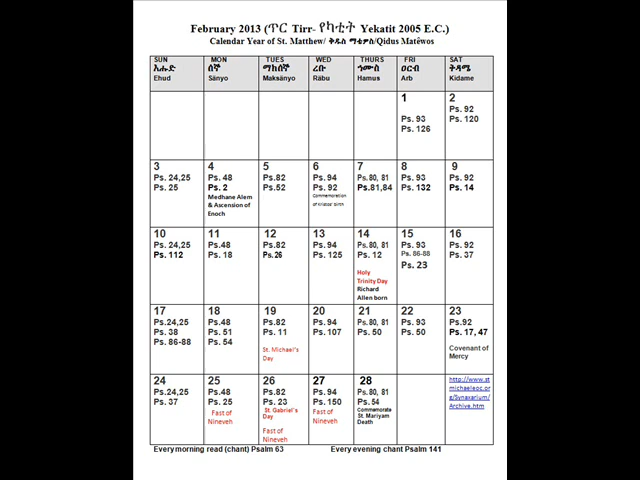 February 2013 (ጥር Tirr- የካቲት Yekatit 2005 E.C.)
Calendar Year of St. Matthew/ ቅዱስ ማቴዎስ/Qidus Matêwos
SUN MON TUES WED THURS FRI SAT
እሑድ ሰኞ ማክሰኞ ረቡ ኀሙስ ዐርብ ቅዳሜ
Ehud Sänyo Maksänyo Räbu Hamus Arb Kidame
1
Ps. 93
Ps. 126
2
Ps. 92
Ps. 120
3
Ps. 24,25
Ps. 25
4
Ps. 48
Ps. 2
Medhane Alem
& Ascension of
Enoch
5
Ps.82
Ps.52
6
Ps. 94
Ps. 92
Commemoration
7
Ps.80, 81
Ps.81,84
8
Ps. 93
Ps. 132
9
Ps. 92
Ps. 14
10
Ps. 24,25
Ps. 112
11
Ps.48
Ps. 18
12
Ps.82
Ps.26
13
Ps. 94
Ps. 125
14
Ps.80, 81
Ps. 12
Holy
Trinity Day
Richard
Allen born
15
Ps. 93
Ps. 86-88
Ps. 23
16
Ps. 92
Ps. 37
17
Ps.24,25
Ps. 38
Ps. 86-88
18
Ps.48
Ps. 51
Ps. 54
19
Ps.82
Ps. 11
St. Michael's
Day
20
Ps. 94
Ps. 107
21
Ps.80, 81
Ps. 50
22
Ps. 93
Ps. 50
23
Ps.92
Ps. 17, 47
Covenant of
Mercy
24
Ps.24,25
Ps. 37
25
Ps.48
Ps. 25
Fast of
Nineveh
26
Ps.82
Ps. 23
St. Gabriel's
Day
Fast of
Nineveh
27
Ps. 94
Ps. 150
Fast of
Nineveh
28
Ps.80, 81
Ps. 54
Commemorate
St. Mariyam
Death
http://www.st
michaeleoc.or
g/Synaxarium/
Archive.htm
Every morning read (chant) Psalm 63 Every evening chant Psalm 141